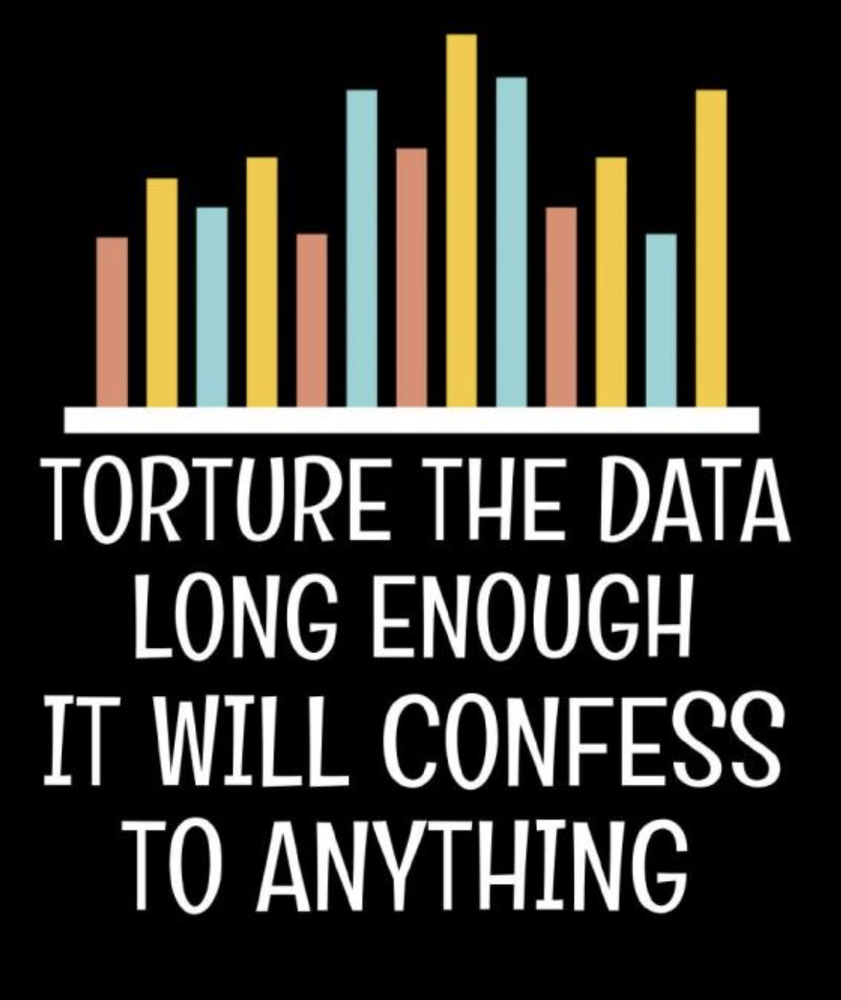 TORTURE THE DATA
LONG ENOUGH
IT WILL CONFESS
TO ANYTHING